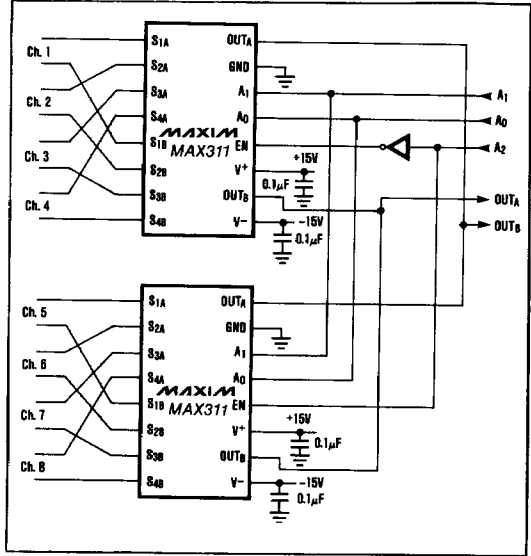 Ch. 1
Ch. 2
Ch. 3
Ch. 4
S1A
S2A
S3A
S4A
S1B
S2B
S3B
S4B
MAXIM
MAX311
OUTA
GND
A1
A0
EN
V+
OUTB
V-
+15V
0.1µF
-15V
0.1µF
A1
A0
A2
OUTA
OUTB
Ch. 5
Ch. 6
Ch. 7
Ch. 8
S1A
S2A
S3A
S4A
S1B
S2B
S3B
S4B
MAXIM
MAX311
OUTA
GND
A1
A0
EN
V+
OUTB
V-
+15V
0.1µF
-15V
0.1µF